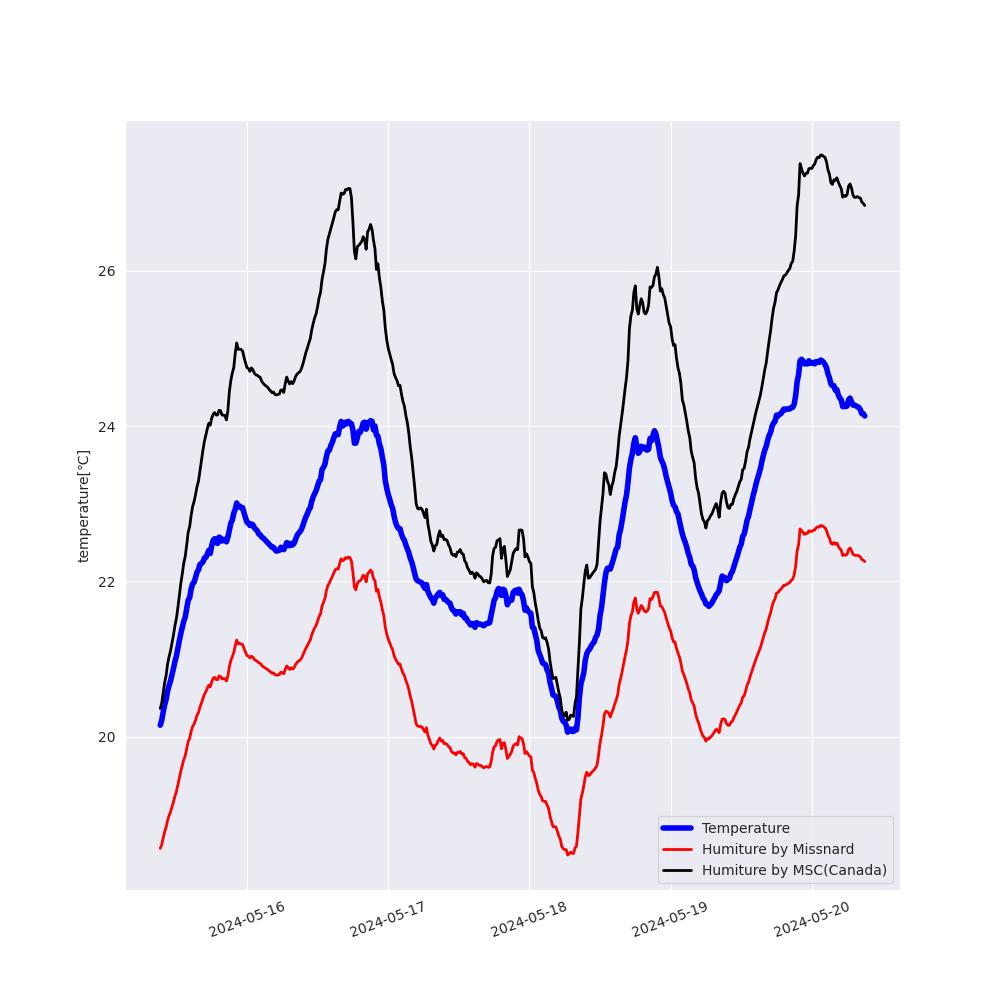 26
24
22
20
temperature[℃]
Temperature
Humiture by Missnard
Humiture by MSC(Canada)
2024-05-16
2024-05-17
2024-05-18
2024-05-19
2024-05-20